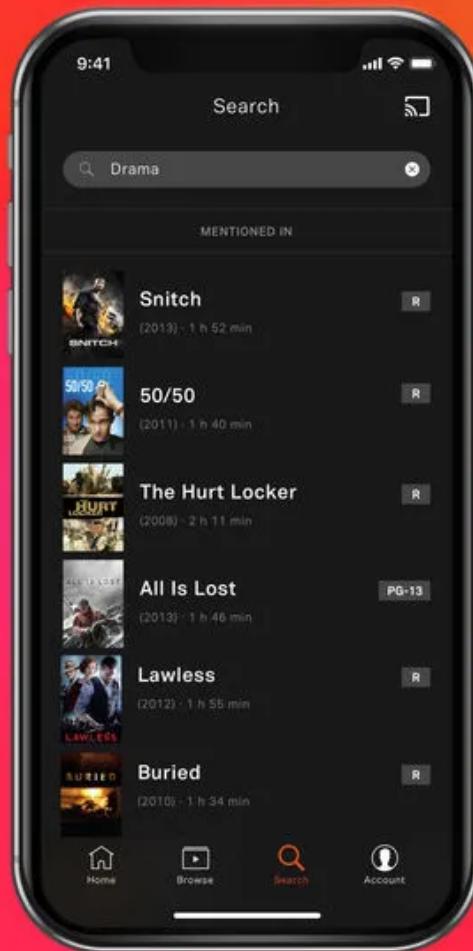 9:41
Search
Drama
MENTIONED IN
Snitch
R
(2013) · 1 h 52 min
SNITCH
50/50
R
(2011) · 1 h 40 min
50/50
The Hurt Locker
R
(2008) · 2 h 11 min
HURT
LOCKER
All Is Lost
PG-13
(2013) · 1 h 46 min
ALL IS LOST
Lawless
R
(2012) · 1 h 55 min
LAWLESS
Buried
R
(2010) · 1 h 34 min
BURIED
Home
Browse
Search
Account